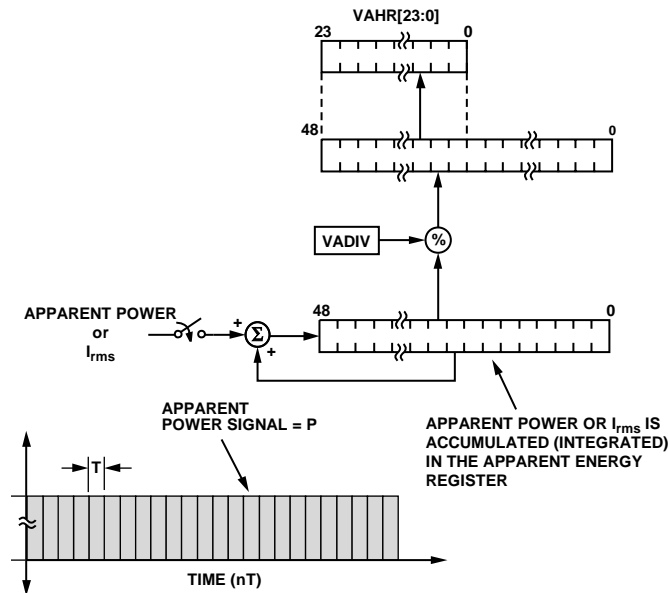 VAHR[23:0]
23 0
48 0
VADIV
%
APPARENT POWER
or
Irms
+
Σ
+
48 0
APPARENT
POWER SIGNAL = P
T
APPARENT POWER OR Irms IS
ACCUMULATED (INTEGRATED)
IN THE APPARENT ENERGY
REGISTER
TIME (nT)